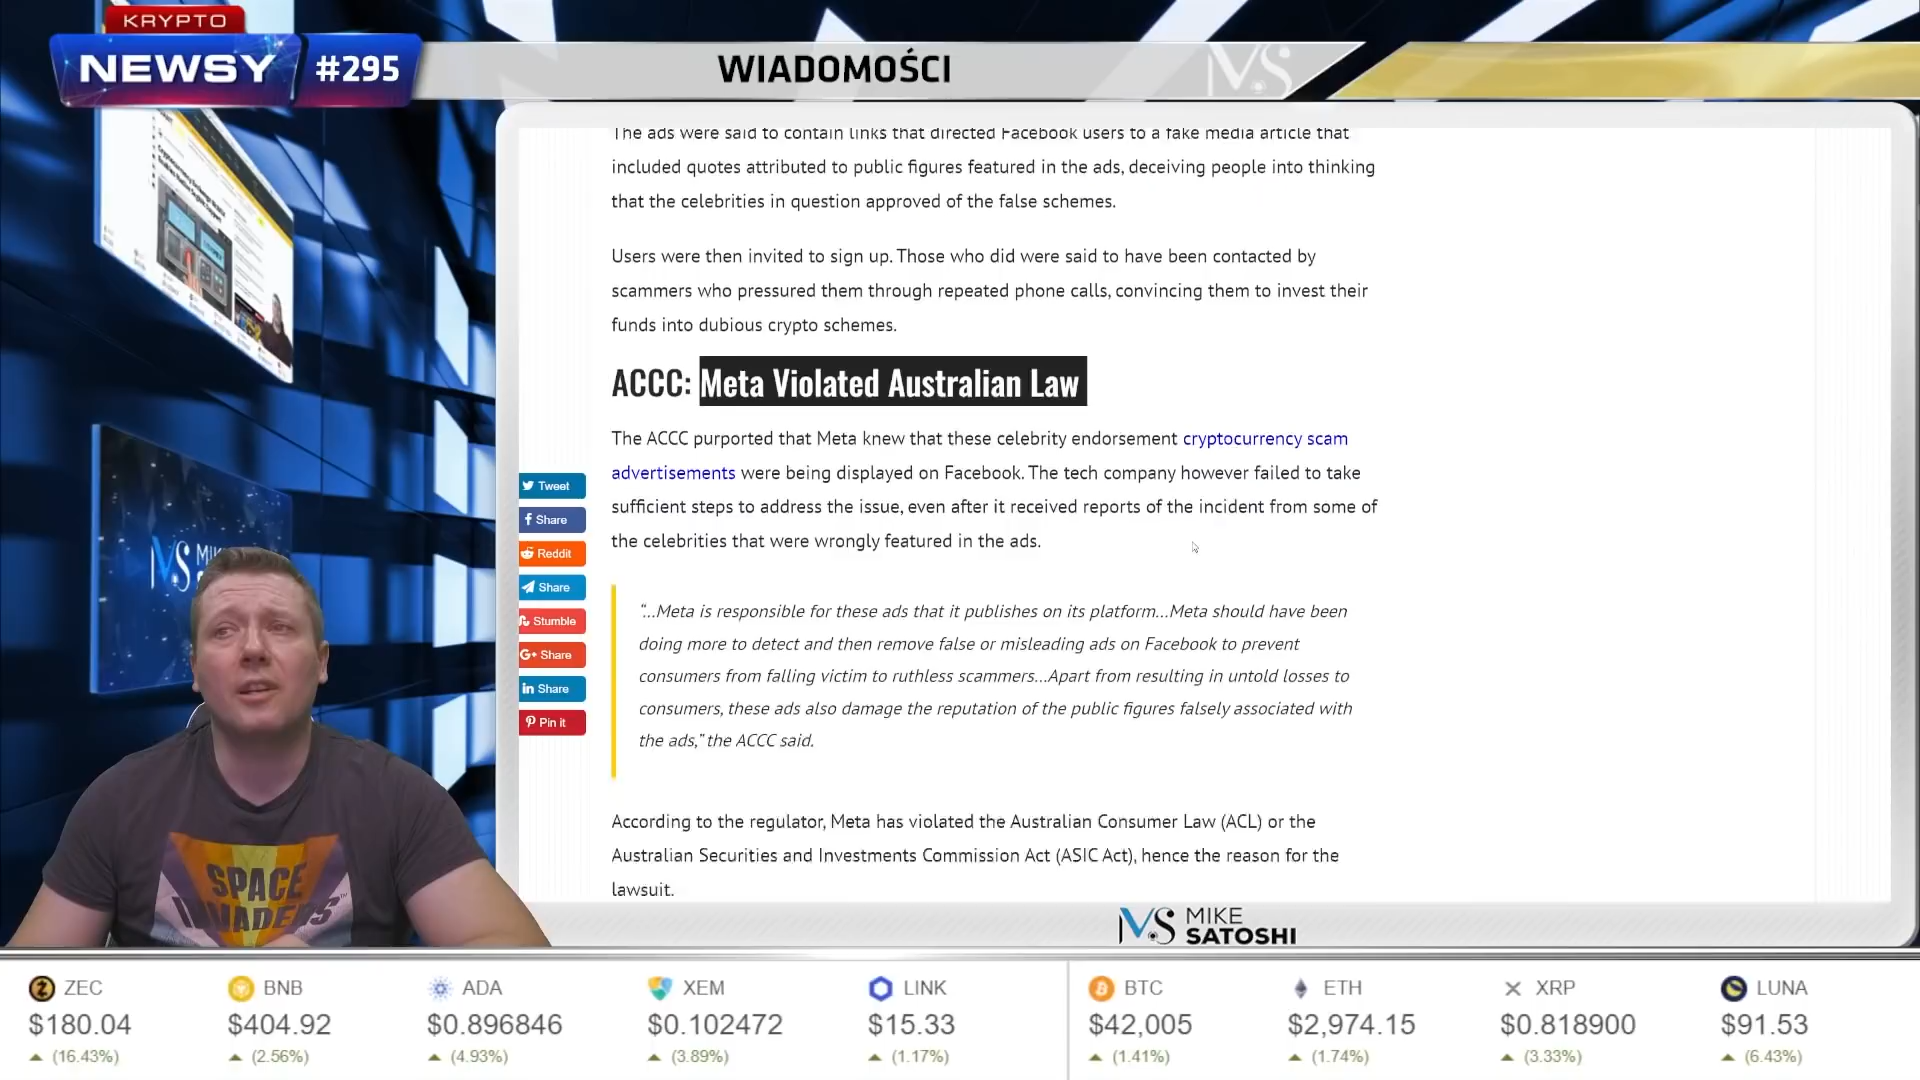 KRYPTO
NEWSY #295
WIADOMOŚCI
The ads were said to contain links that directed Facebook users to a fake media article that
included quotes attributed to public figures featured in the ads, deceiving people into thinking
that the celebrities in question approved of the false schemes.
Users were then invited to sign up. Those who did were said to have been contacted by
scammers who pressured them through repeated phone calls, convincing them to invest their
funds into dubious crypto schemes.
ACCC: Meta Violated Australian Law
The ACCC purported that Meta knew that these celebrity endorsement cryptocurrency scam
advertisements were being displayed on Facebook. The tech company however failed to take
sufficient steps to address the issue, even after it received reports of the incident from some of
the celebrities that were wrongly featured in the ads.
Tweet
Share
Reddit
Share
Stumble
Share
Share
Pin it
“…Meta is responsible for these ads that it publishes on its platform…Meta should have been
doing more to detect and then remove false or misleading ads on Facebook to prevent
consumers from falling victim to ruthless scammers…Apart from resulting in untold losses to
consumers, these ads also damage the reputation of the public figures falsely associated with
the ads,” the ACCC said.
According to the regulator, Meta has violated the Australian Consumer Law (ACL) or the
Australian Securities and Investments Commission Act (ASIC Act), hence the reason for the
lawsuit.
SPACE
INVADERS
MS MIKE
SATOSHI
ZEC BNB ADA XEM LINK BTC ETH XRP LUNA
$180.04 $404.92 $0.896846 $0.102472 $15.33 $42,005 $2,974.15 $0.818900 $91.53
(16.43%) (2.56%) (4.93%) (3.89%) (1.17%) (1.41%) (1.74%) (3.33%) (6.43%)